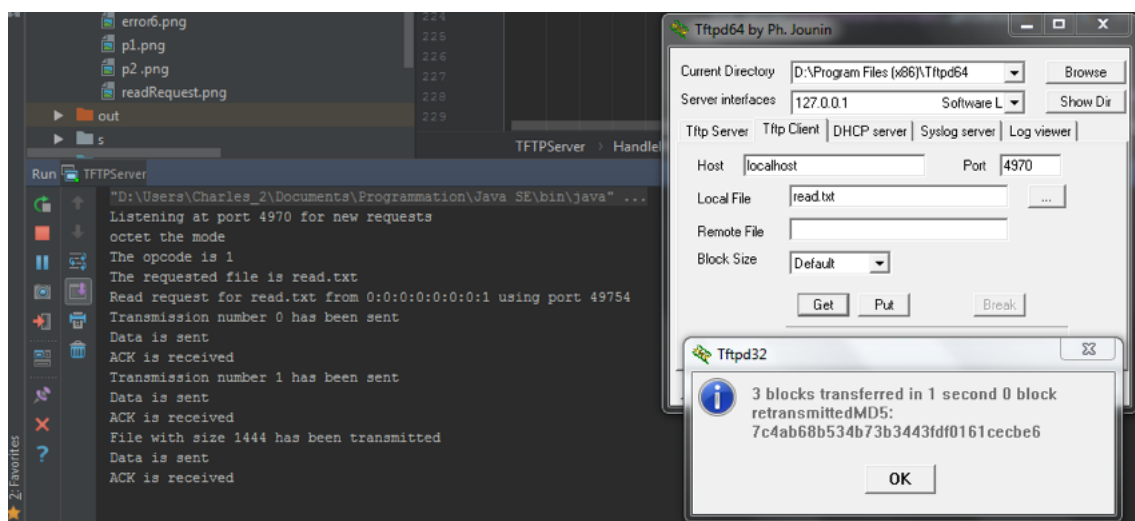 error6.png
p1.png
p2 .png
readRequest.png
out
s
224
225
226
227
228
229
TFTPServer
Run TFTPServer
"D:\Users\Charles_2\Documents\Programmation\Java SE\bin\java" ...
Listening at port 4970 for new requests
octet the mode
The opcode is 1
The requested file is read.txt
Read request for read.txt from 0:0:0:0:0:0:0:1 using port 49754
Transmission number 0 has been sent
Data is sent
ACK is received
Transmission number 1 has been sent
Data is sent
ACK is received
File with size 1444 has been transmitted
Data is sent
ACK is received
2: Favorites
Tftpd64 by Ph. Jounin
Current Directory D:\Program Files (x86)\Tftpd64 Browse
Server interfaces 127.0.0.1 Software L Show Dir
Tftp Server Tftp Client DHCP server Syslog server Log viewer
Host localhost Port 4970
Local File read.txt ...
Remote File
Block Size Default
Get Put Break
Tftpd32
3 blocks transferred in 1 second 0 block
retransmittedMD5:
7c4ab68b534b73b3443fdf0161cecbe6
OK